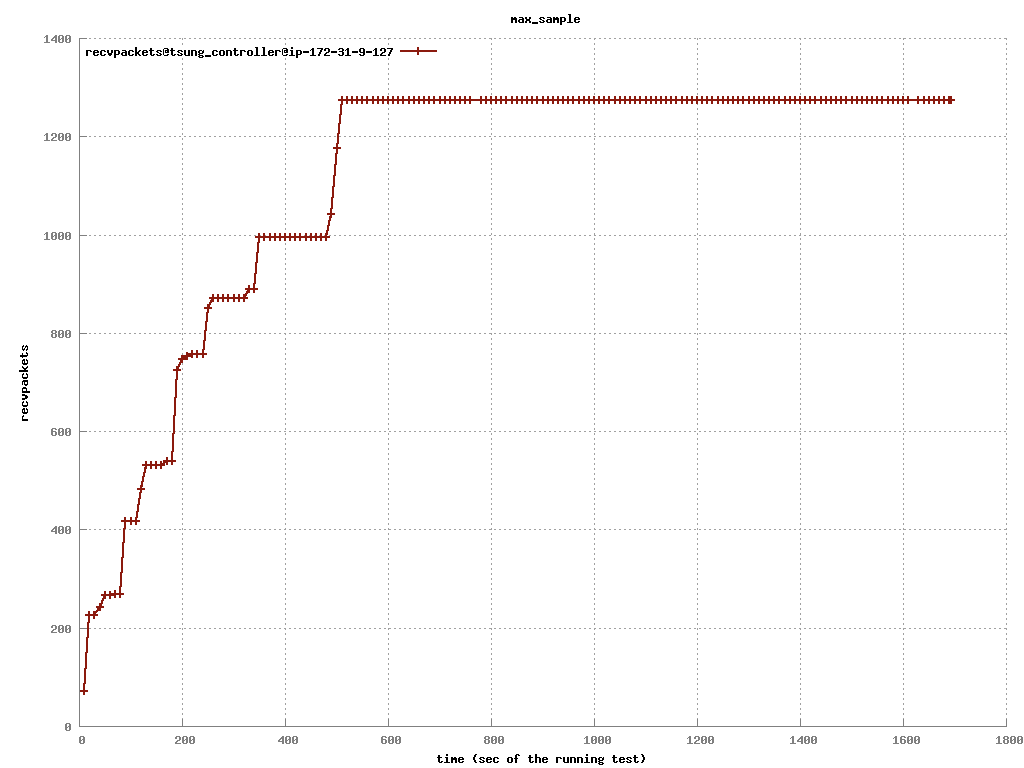 max_sample
recvpackets@tsung_controller@ip-172-31-9-127
1400
1200
1000
800
600
400
200
0
recvpackets
0 200 400 600 800 1000 1200 1400 1600 1800
time (sec of the running test)